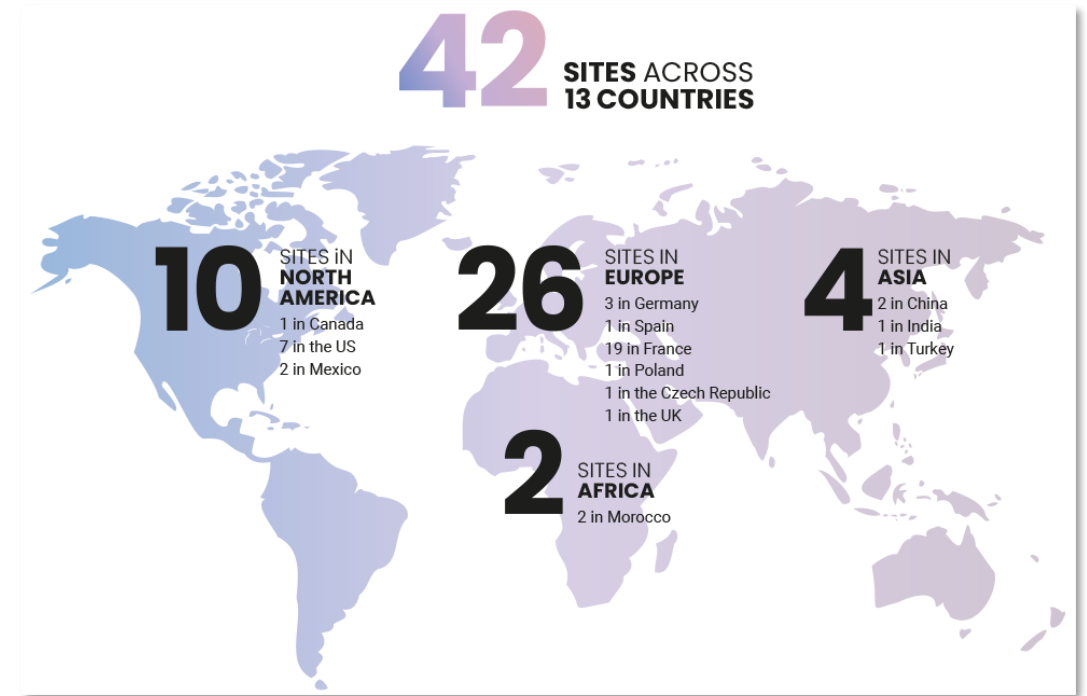 42
SITES ACROSS
13 COUNTRIES
10
SITES iN
NORTH
AMERICA
1 in Canada
7 in the US
2 in Mexico
26
SITES IN
EUROPE
3 in Germany
1 in Spain
19 in France
1 in Poland
1 in the Czech Republic
1 in the UK
4
SITES IN
ASIA
2 in China
1 in India
1 in Turkey
2
SITES IN
AFRICA
2 in Morocco